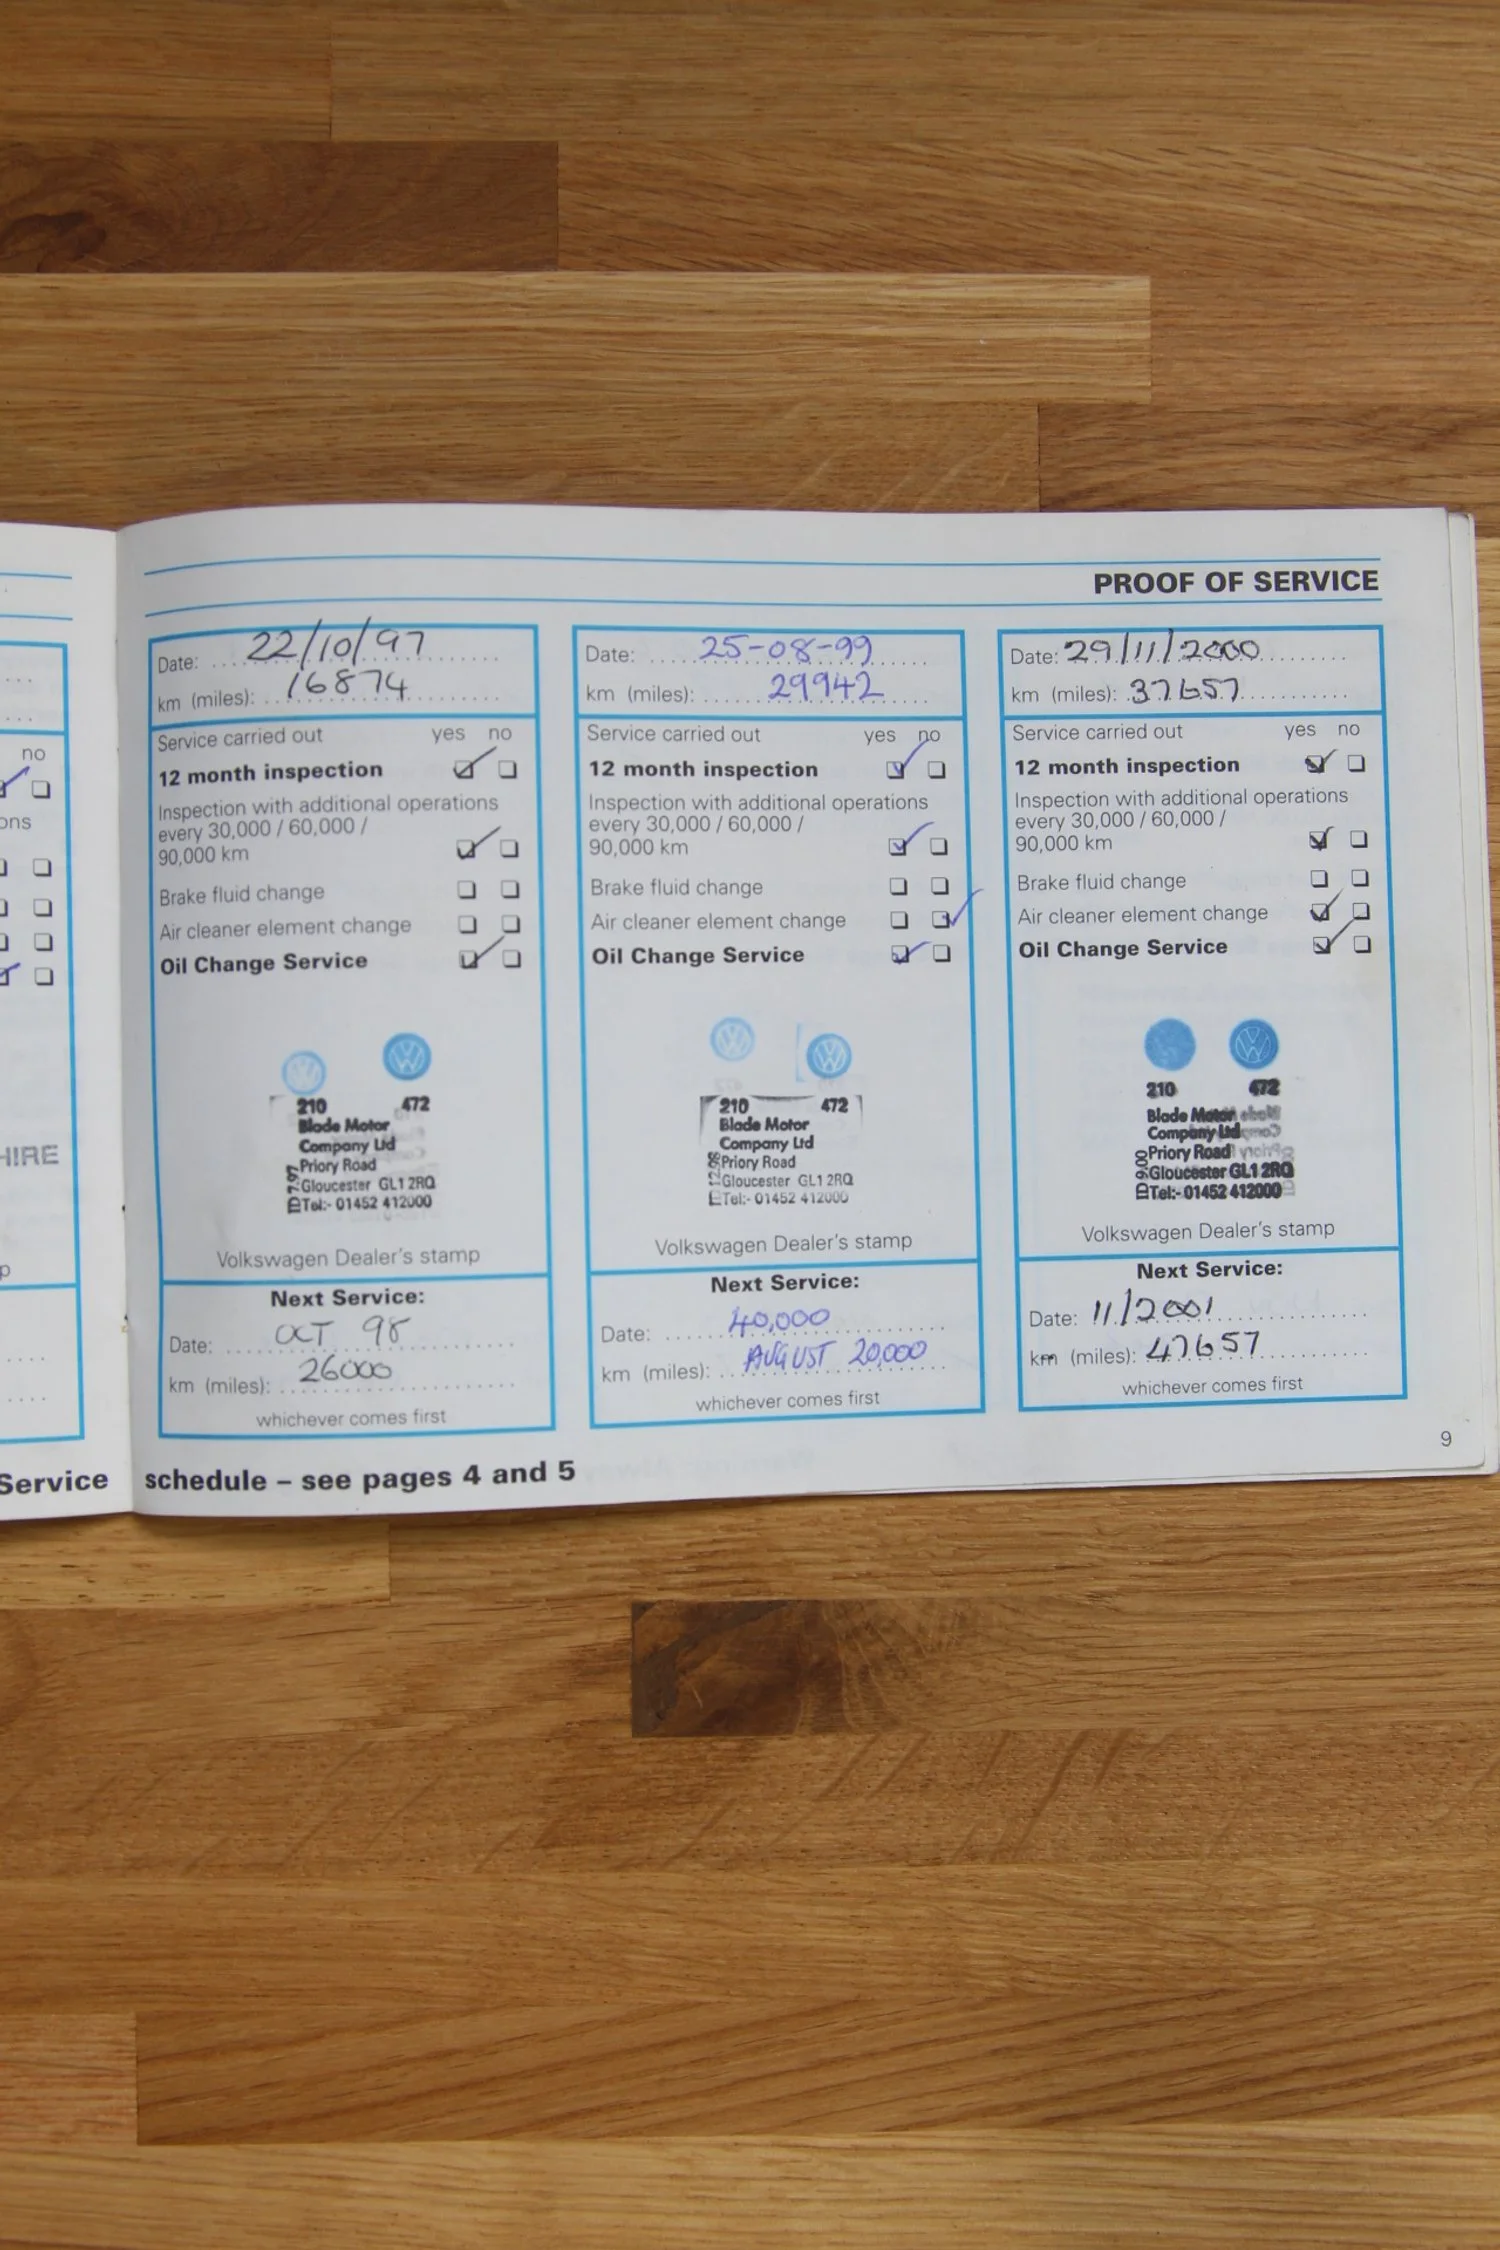 no
ons
HIRE
p
Service
PROOF OF SERVICE
Date: 22/10/97
km (miles): 16874
Service carried out yes no
12 month inspection
Inspection with additional operations
every 30,000 / 60,000 /
90,000 km
Brake fluid change
Air cleaner element change
Oil Change Service
210 472
Blade Motor
Company Ltd
Priory Road
Gloucester GL1 2RQ
Tel:- 01452 412000
Volkswagen Dealer's stamp
Next Service:
Date: OCT 98
km (miles): 26000
whichever comes first
Date: 25-08-99
km (miles): 29942
Service carried out yes no
12 month inspection
Inspection with additional operations
every 30,000 / 60,000 /
90,000 km
Brake fluid change
Air cleaner element change
Oil Change Service
210 472
Blade Motor
Company Ltd
Priory Road
Gloucester GL1 2RQ
Tel:- 01452 412000
Volkswagen Dealer's stamp
Next Service:
Date: 40,000
km (miles): AUGUST 20,000
whichever comes first
Date: 29/11/2000
km (miles): 37657
Service carried out yes no
12 month inspection
Inspection with additional operations
every 30,000 / 60,000 /
90,000 km
Brake fluid change
Air cleaner element change
Oil Change Service
210 472
Blade Motor
Company Ltd
Priory Road
Gloucester GL1 2RQ
Tel:- 01452 412000
Volkswagen Dealer's stamp
Next Service:
Date: 11/2001
km (miles): 47657
whichever comes first
schedule – see pages 4 and 5
9